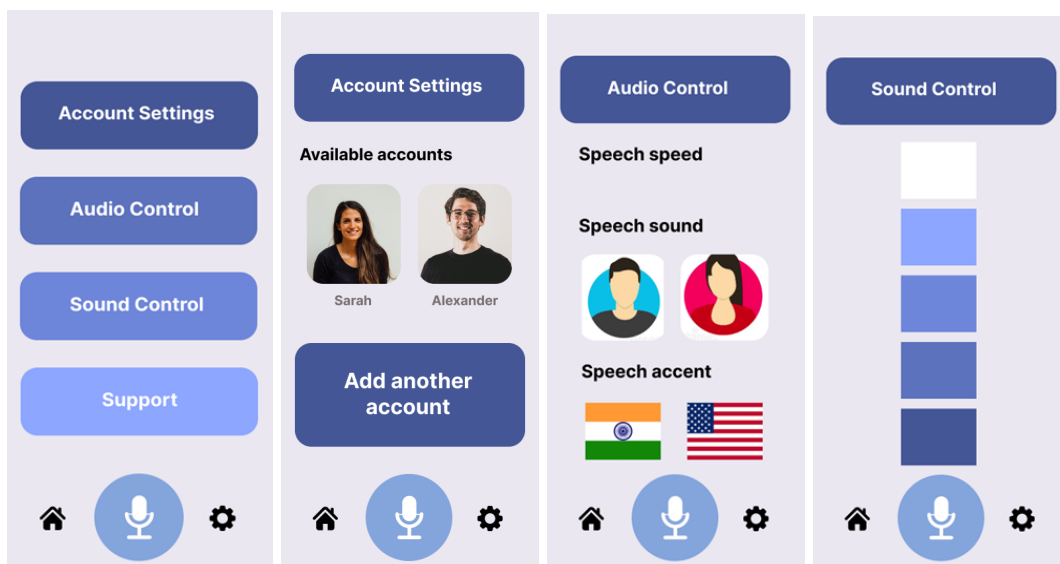 Account Settings
Audio Control
Sound Control
Support
Account Settings
Available accounts
Sarah
Alexander
Add another
account
Audio Control
Speech speed
Speech sound
Speech accent
Sound Control